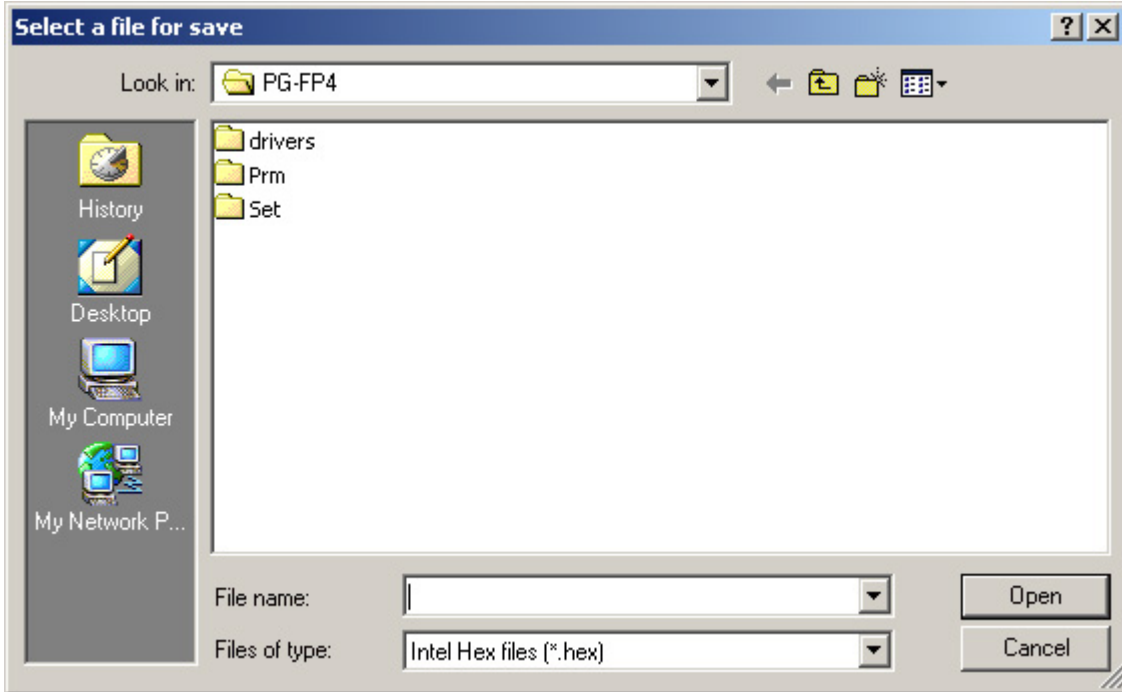 Select a file for save
Look in: PG-FP4
History
Desktop
My Computer
My Network P...
drivers
Prm
Set
File name:
Open
Files of type: Intel Hex files (*.hex)
Cancel